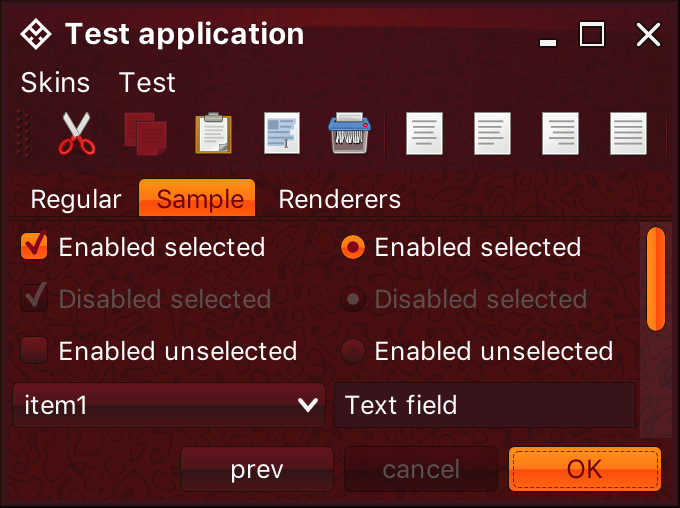 Test application
Skins Test
Regular Sample Renderers
Enabled selected Enabled selected
Disabled selected Disabled selected
Enabled unselected Enabled unselected
item1 Text field
prev cancel OK